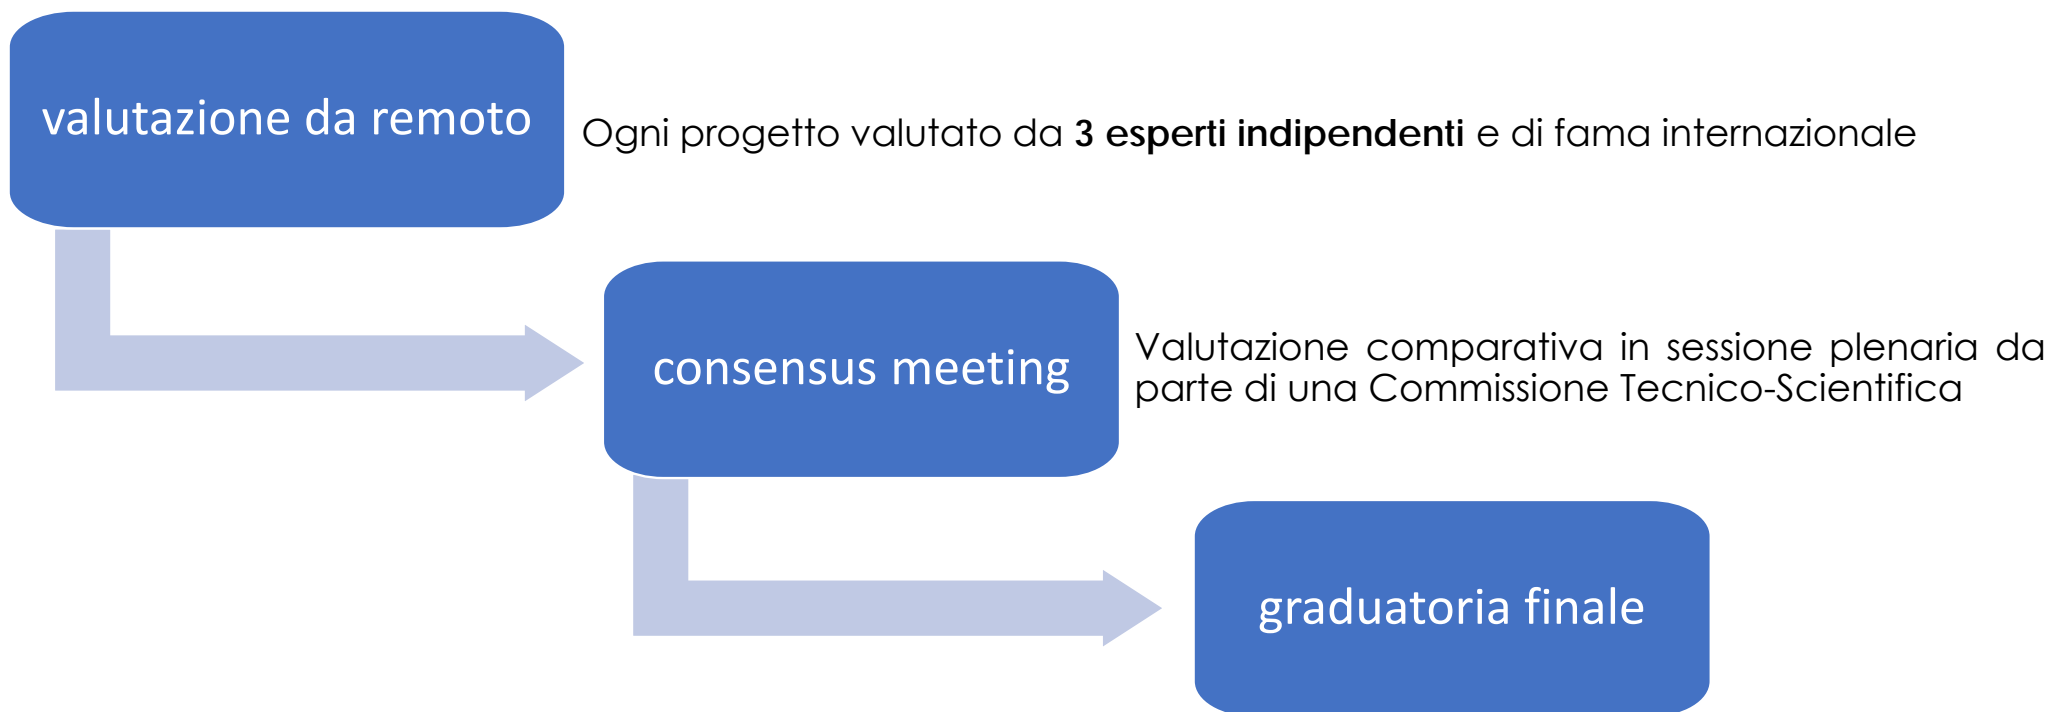 valutazione da remoto
Ogni progetto valutato da 3 esperti indipendenti e di fama internazionale
consensus meeting
Valutazione comparativa in sessione plenaria da
parte di una Commissione Tecnico-Scientifica
graduatoria finale